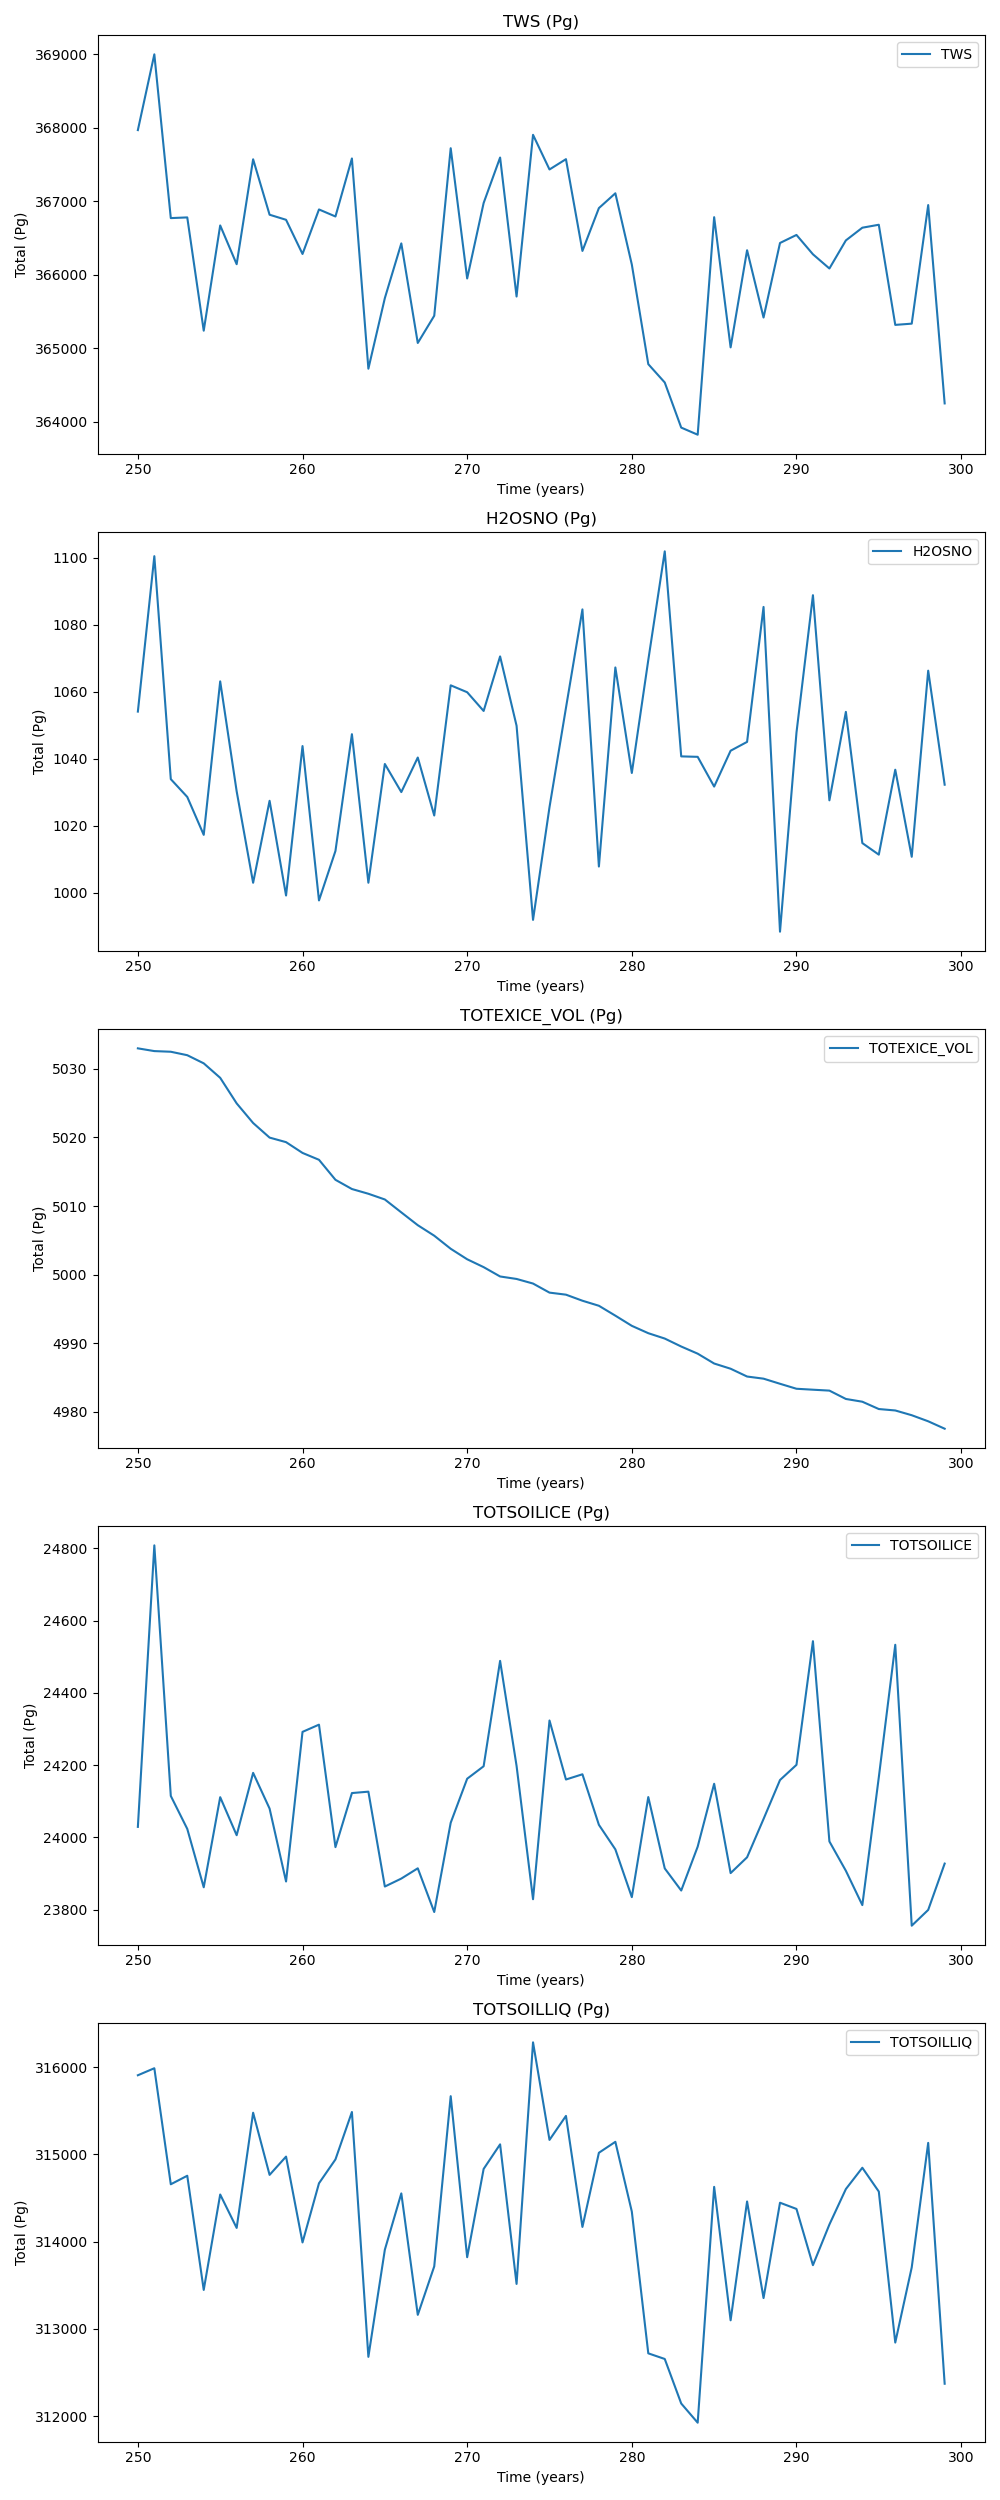 TWS (Pg)
369000
368000
367000
366000
365000
364000
Total (Pg)
TWS
250 260 270 280 290 300
Time (years)
H2OSNO (Pg)
1100
1080
1060
1040
1020
1000
Total (Pg)
H2OSNO
250 260 270 280 290 300
Time (years)
TOTEXICE_VOL (Pg)
5030
5020
5010
5000
4990
4980
Total (Pg)
TOTEXICE_VOL
250 260 270 280 290 300
Time (years)
TOTSOILICE (Pg)
24800
24600
24400
24200
24000
23800
Total (Pg)
TOTSOILICE
250 260 270 280 290 300
Time (years)
TOTSOILLIQ (Pg)
316000
315000
314000
313000
312000
Total (Pg)
TOTSOILLIQ
250 260 270 280 290 300
Time (years)